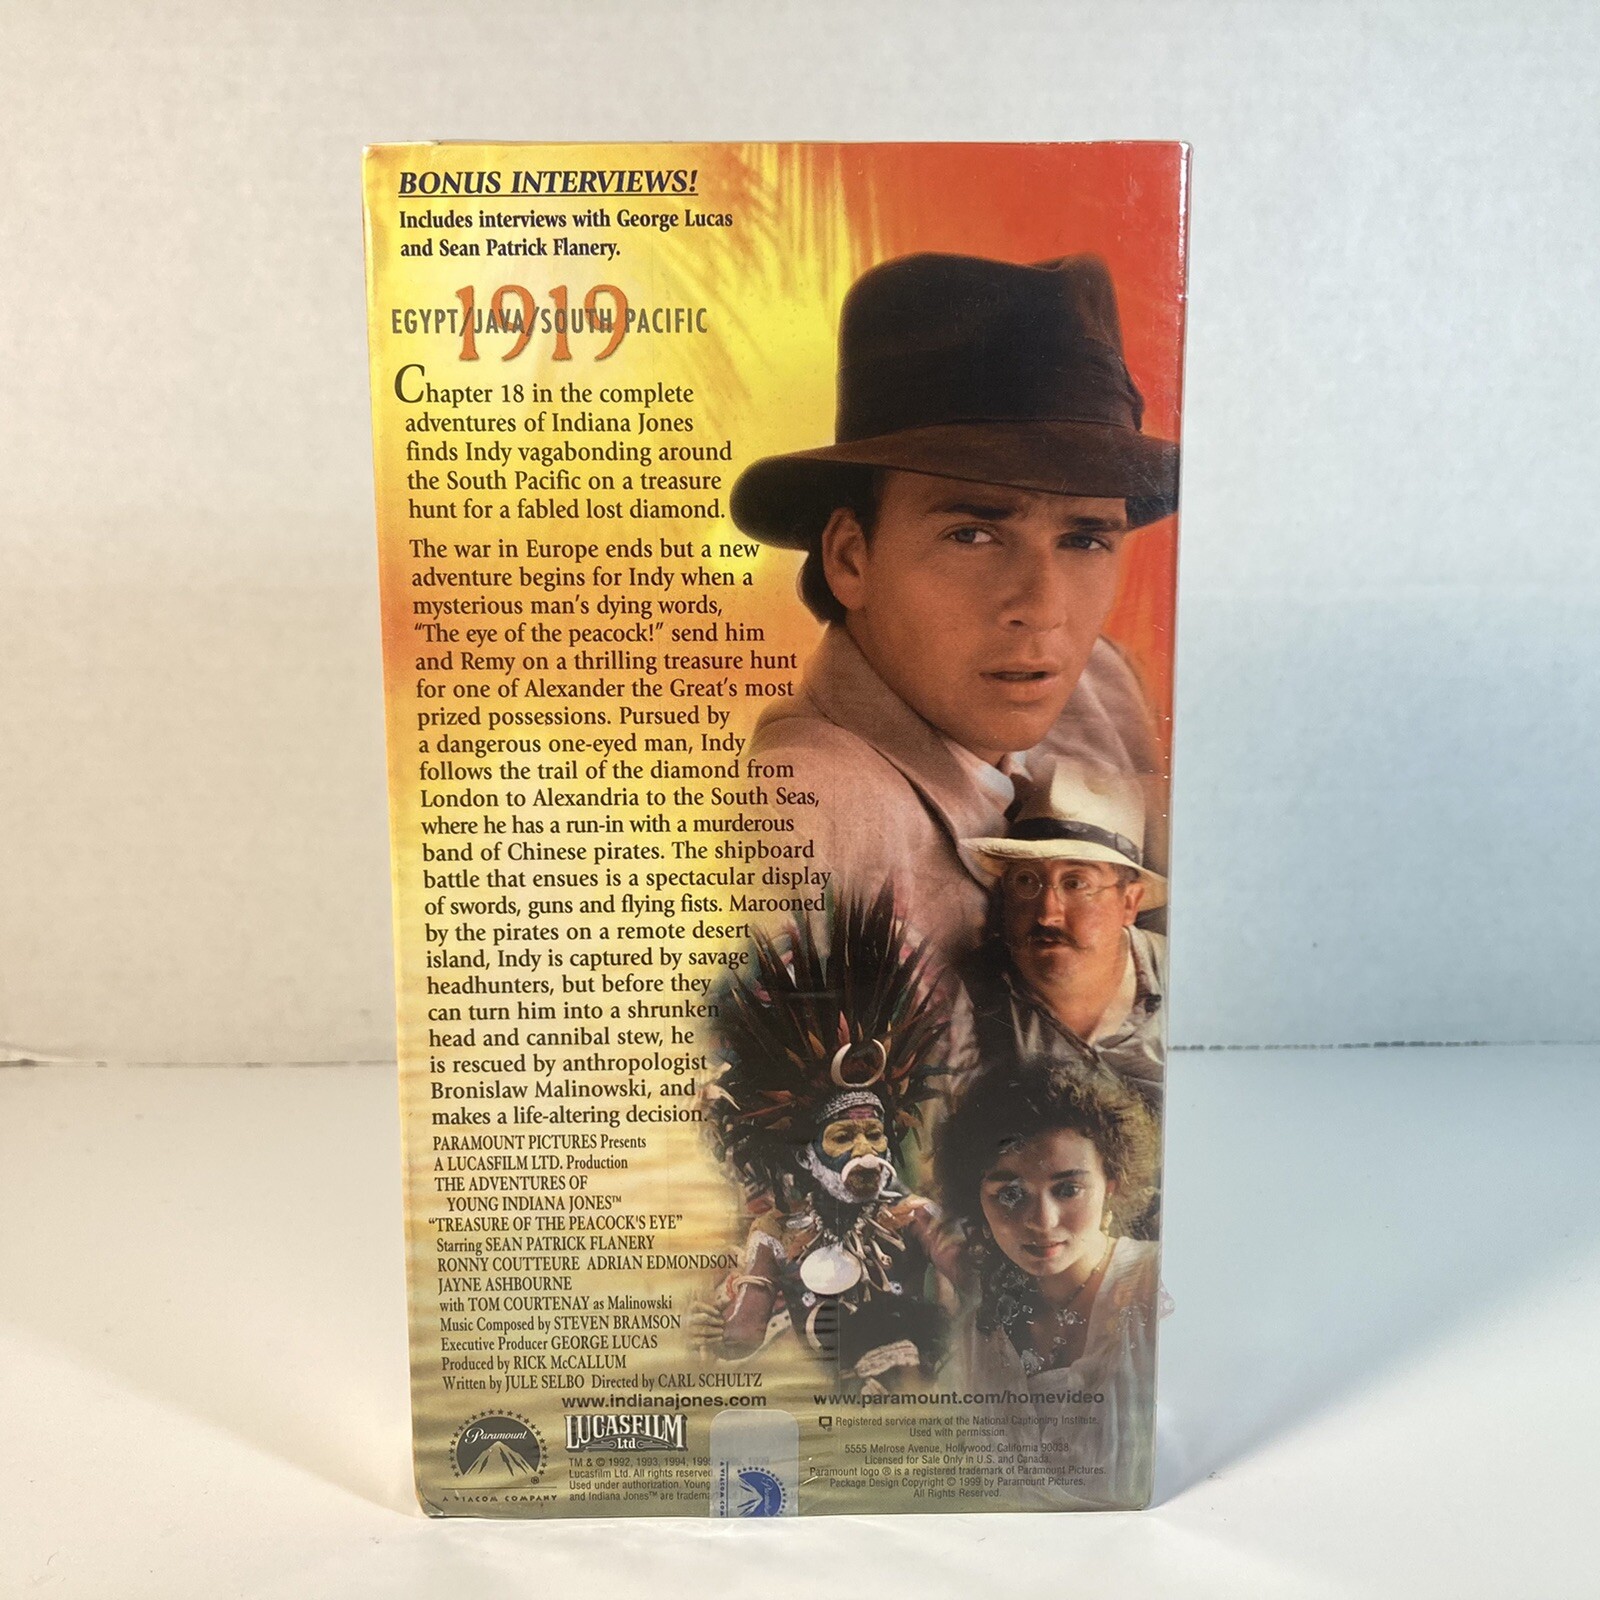 BONUS INTERVIEWS!
Includes interviews with George Lucas
and Sean Patrick Flanery.
1919
EGYPT/JAVA/SOUTH PACIFIC
Chapter 18 in the complete
adventures of Indiana Jones
finds Indy vagabonding around
the South Pacific on a treasure
hunt for a fabled lost diamond.
The war in Europe ends but a new
adventure begins for Indy when a
mysterious man's dying words,
“The eye of the peacock!” send him
and Remy on a thrilling treasure hunt
for one of Alexander the Great's most
prized possessions. Pursued by
a dangerous one-eyed man, Indy
follows the trail of the diamond from
London to Alexandria to the South Seas,
where he has a run-in with a murderous
band of Chinese pirates. The shipboard
battle that ensues is a spectacular display
of swords, guns and flying fists. Marooned
by the pirates on a remote desert
island, Indy is captured by savage
headhunters, but before they
can turn him into a shrunken
head and cannibal stew, he
is rescued by anthropologist
Bronislaw Malinowski, and
makes a life-altering decision.
PARAMOUNT PICTURES Presents
A LUCASFILM LTD. Production
THE ADVENTURES OF
YOUNG INDIANA JONES™
“TREASURE OF THE PEACOCK'S EYE”
Starring SEAN PATRICK FLANERY
RONNY COUTTEURE ADRIAN EDMONDSON
JAYNE ASHBOURNE
with TOM COURTENAY as Malinowski
Music Composed by STEVEN BRAMSON
Executive Producer GEORGE LUCAS
Produced by RICK McCALLUM
Written by JULE SELBO Directed by CARL SCHULTZ
www.indianajones.com www.paramount.com/homevideo
Paramount
®
A VIACOM COMPANY
LUCASFILM
Ltd
TM & © 1992, 1993, 1994,
Lucasfilm Ltd. All rights reserved
Used under authorization. Young
and Indiana Jones™ are
Registered service mark of the National Captioning Institute.
Used with permission.
5555 Melrose Avenue, Hollywood, California 90038
Licensed for Sale Only in U.S. and Canada.
Paramount logo ® is a registered trademark of Paramount Pictures.
Package Design Copyright © 1999 by Paramount Pictures.
All Rights Reserved.
Paramount